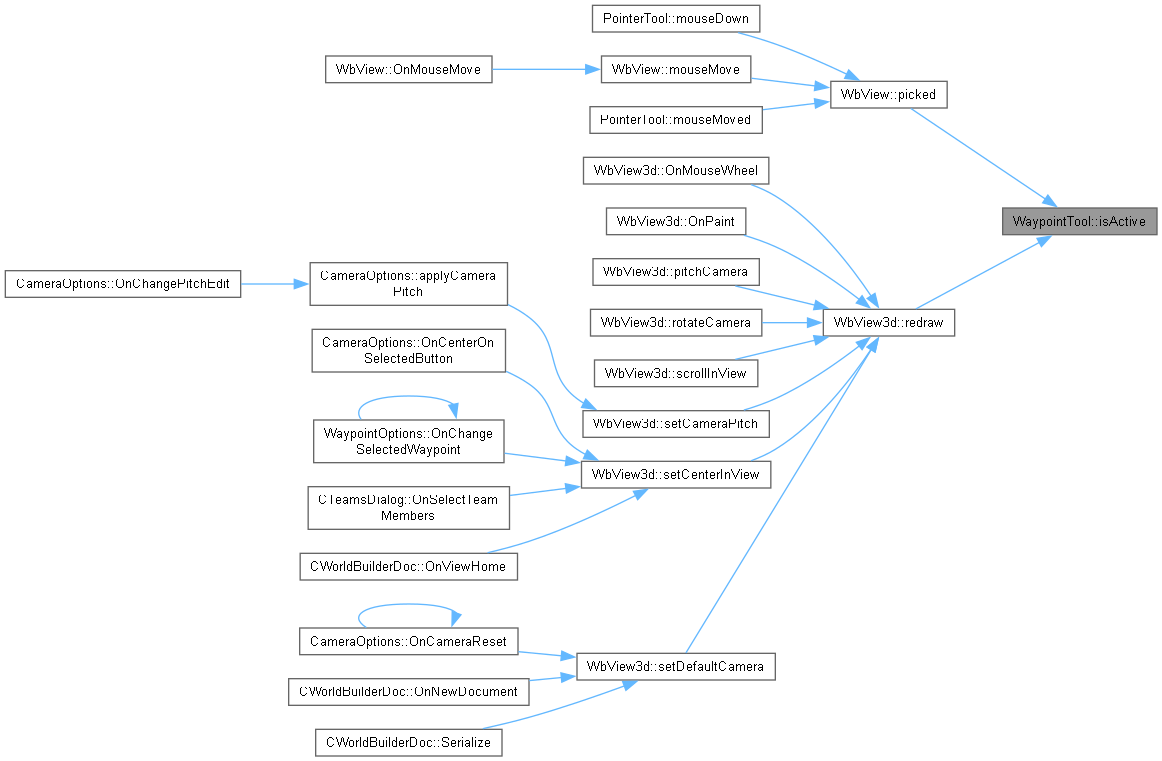 PointerTool::mouseDown
WbView::OnMouseMove
WbView::mouseMove
WbView::picked
PointerTool::mouseMoved
WbView3d::OnMouseWheel
WbView3d::OnPaint
WaypointTool::isActive
WbView3d::pitchCamera
CameraOptions::OnChangePitchEdit
CameraOptions::applyCamera
Pitch
WbView3d::rotateCamera
WbView3d::redraw
CameraOptions::OnCenterOn
SelectedButton
WbView3d::scrollInView
WbView3d::setCameraPitch
WaypointOptions::OnChange
SelectedWaypoint
WbView3d::setCenterInView
CTeamsDialog::OnSelectTeam
Members
CWorldBuilderDoc::OnViewHome
CameraOptions::OnCameraReset
WbView3d::setDefaultCamera
CWorldBuilderDoc::OnNewDocument
CWorldBuilderDoc::Serialize